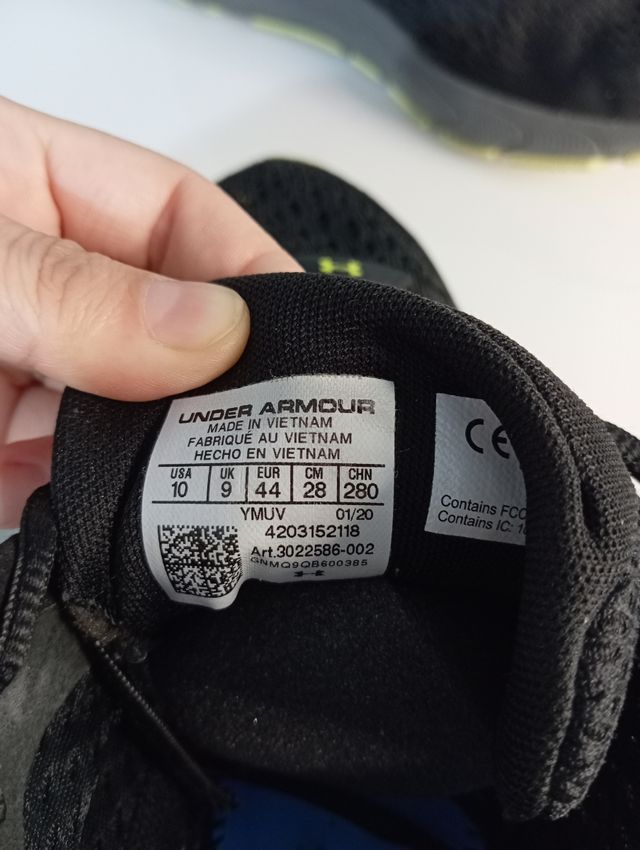 UNDER ARMOUR
MADE IN VIETNAM
FABRIQUÉ AU VIETNAM
HECHO EN VIETNAM
USA UK EUR CM CHN
10 9 44 28 280
YMUV 01/20
4203152118
Art.3022586-002
GNMQ9QB600385
CE
Contains FCC
Contains IC: